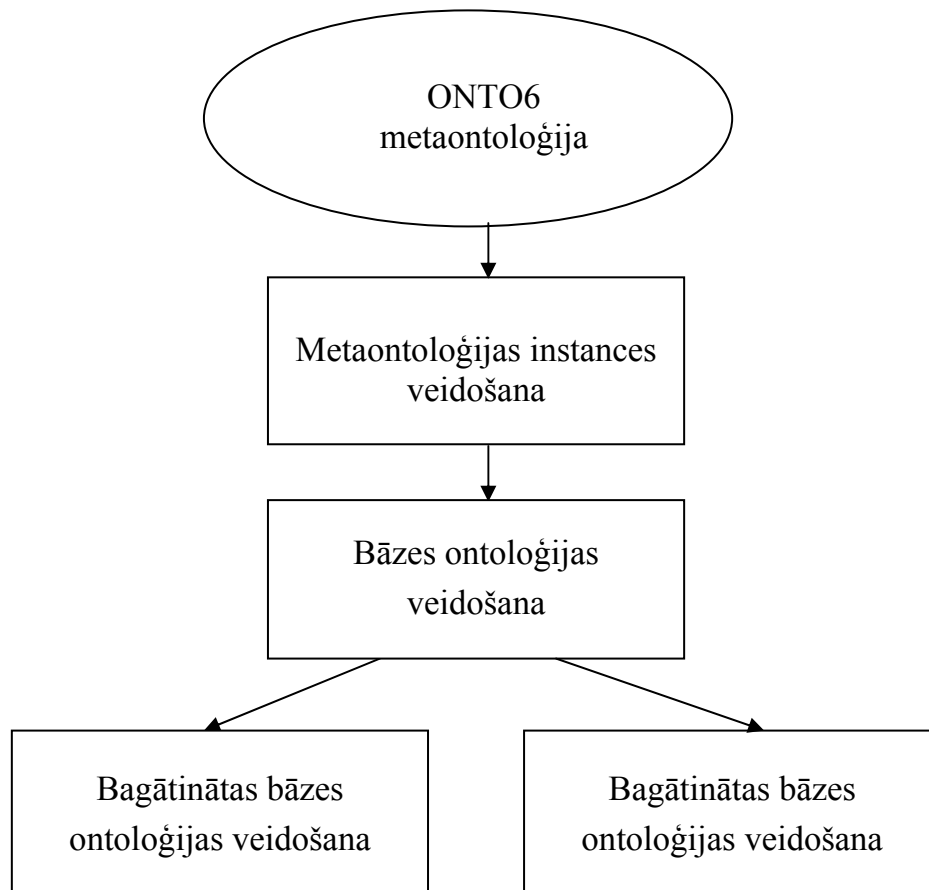 ONTO6
metaontoloģija
Metaontoloģijas instances
veidošana
Bāzes ontoloģijas
veidošana
Bagātinātas bāzes
ontoloģijas veidošana
Bagātinātas bāzes
ontoloģijas veidošana